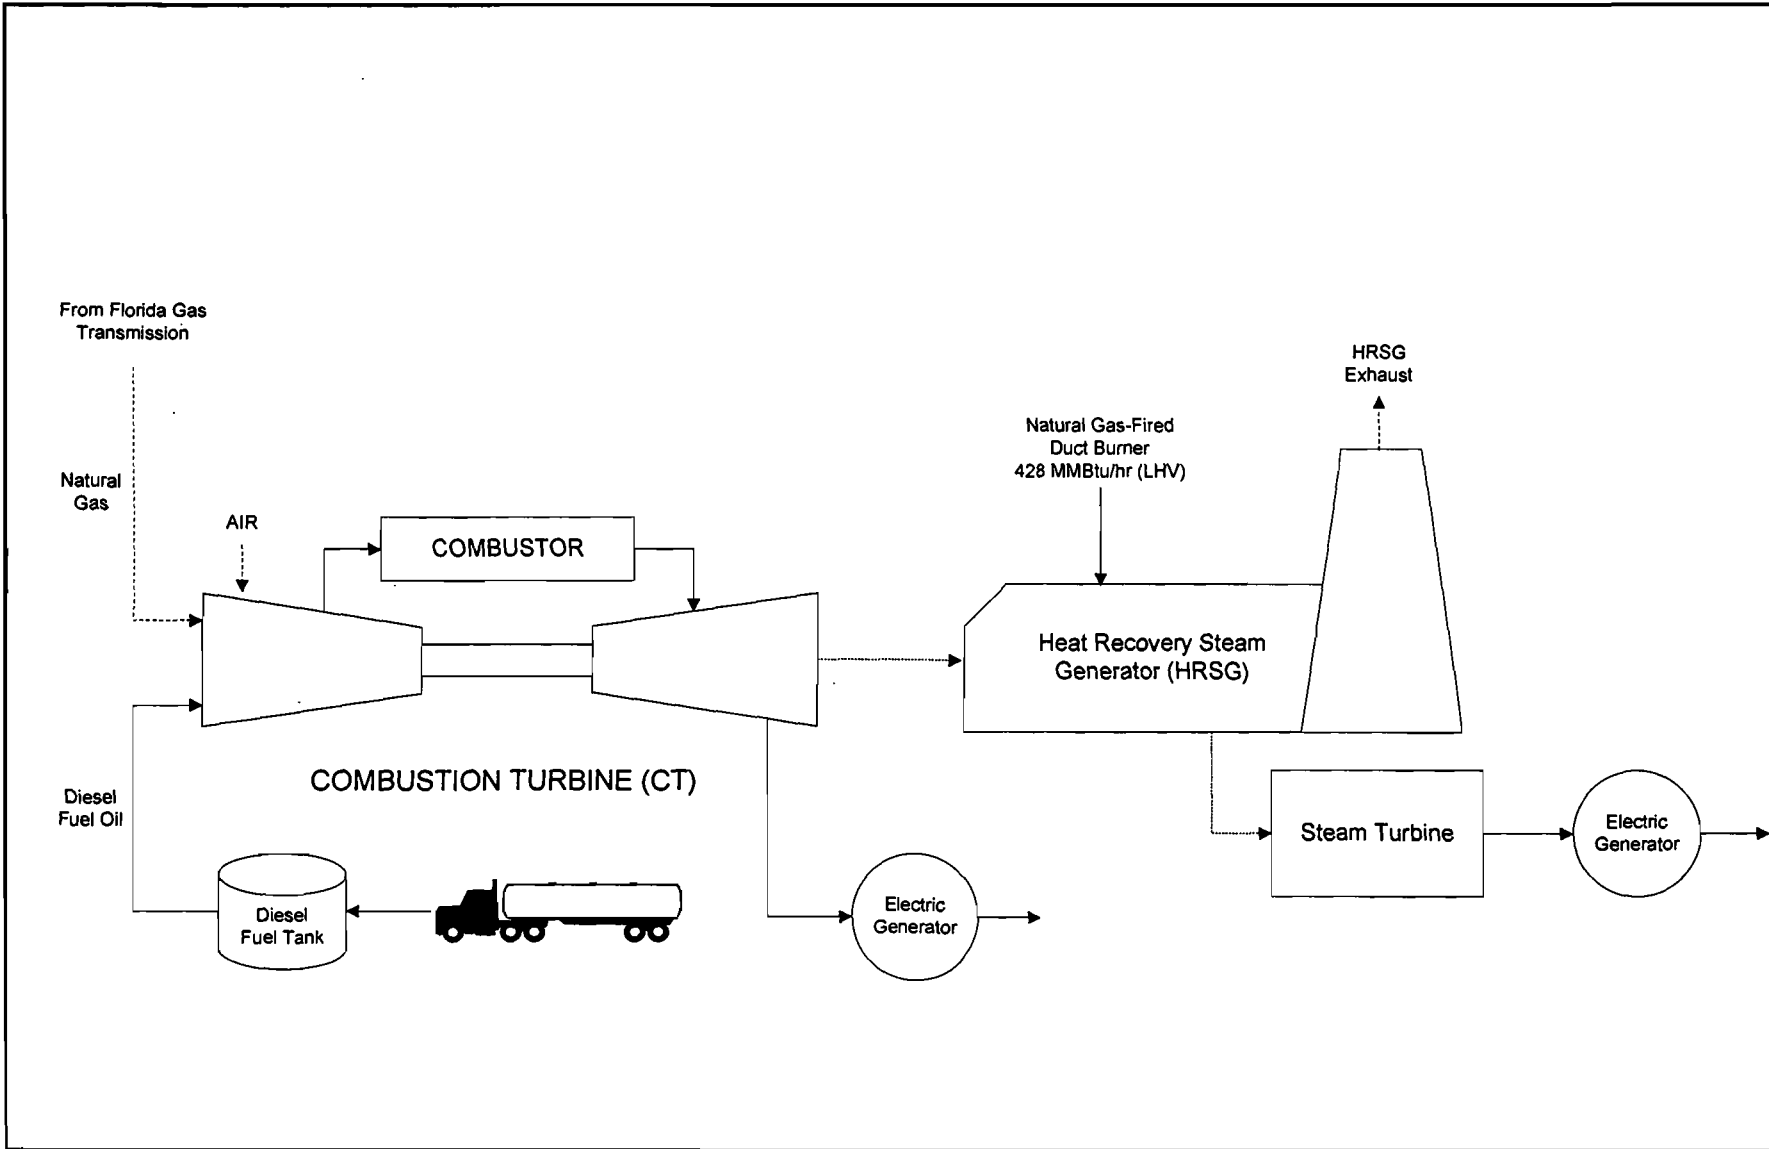 From Florida Gas
Transmission
HRSG
Exhaust
Natural Gas-Fired
Duct Burner
428 MMBtu/hr (LHV)
Natural
Gas
AIR
COMBUSTOR
Heat Recovery Steam
Generator (HRSG)
COMBUSTION TURBINE (CT)
Diesel
Fuel Oil
Steam Turbine
Electric
Generator
Diesel
Fuel Tank
Electric
Generator